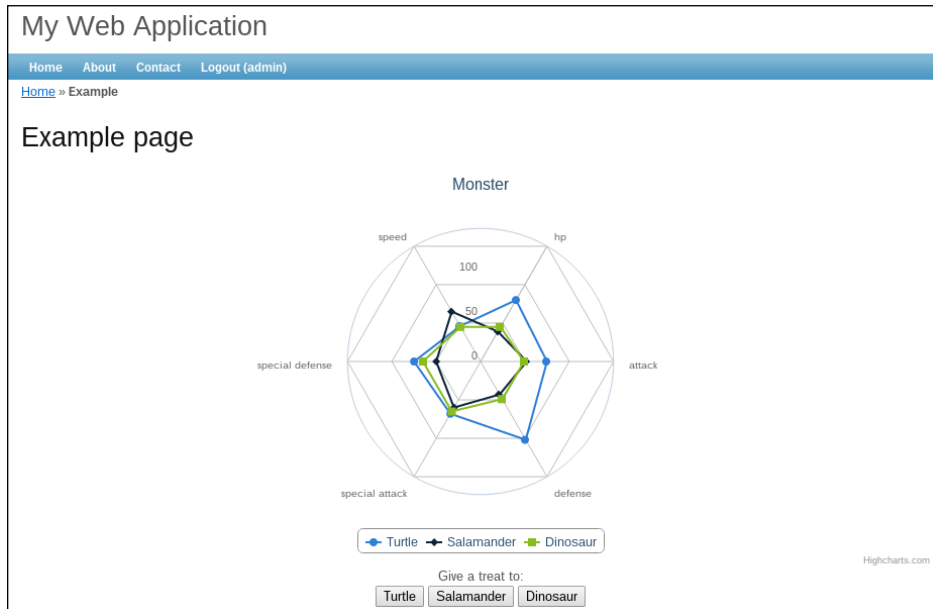 My Web Application
Home About Contact Logout (admin)
Home » Example
Example page
Monster
speed hp
100
50
0
special defense attack
special attack defense
Turtle Salamander Dinosaur
Highcharts.com
Give a treat to:
Turtle Salamander Dinosaur